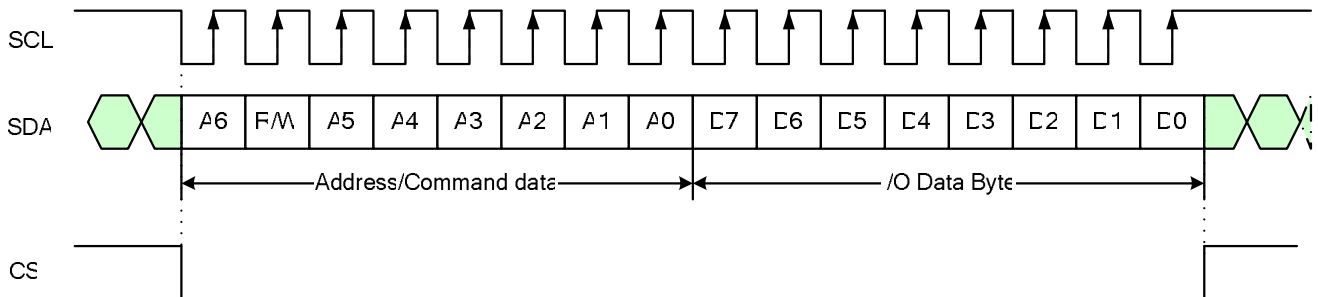 SCL
SDA
A6 R/W A5 A4 A3 A2 A1 A0 D7 D6 D5 D4 D3 D2 D1 D0
Address/Command data
I/O Data Byte
CS